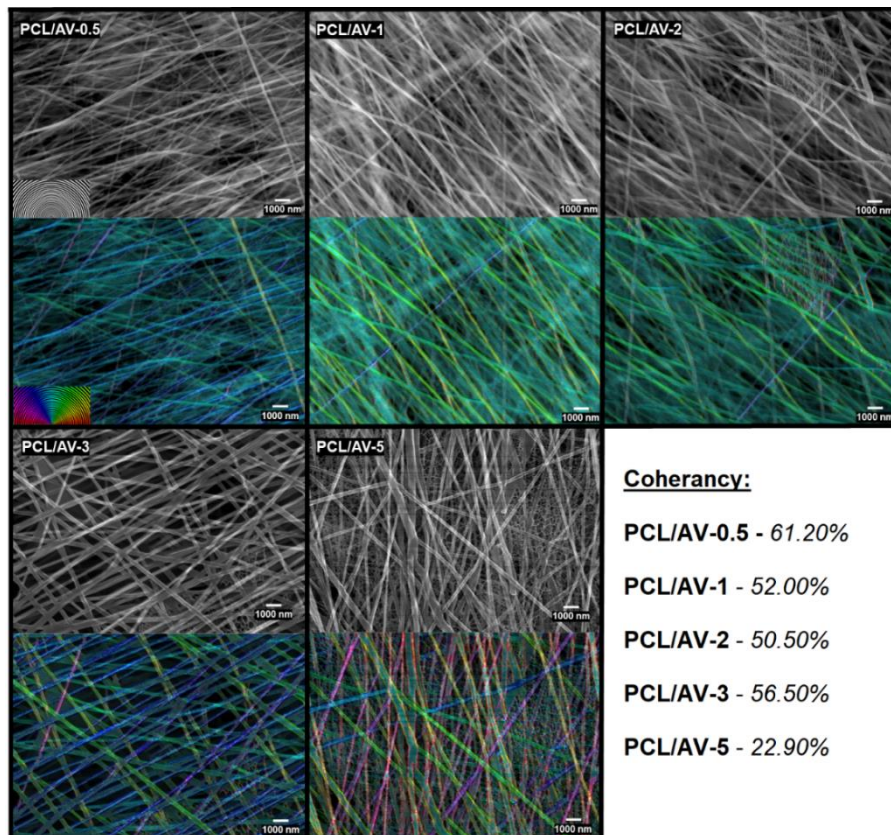 PCL/AV-0.5
PCL/AV-1
PCL/AV-2
1000 nm
1000 nm
1000 nm
1000 nm
1000 nm
1000 nm
PCL/AV-3
PCL/AV-5
1000 nm
1000 nm
1000 nm
1000 nm
Coherancy:
PCL/AV-0.5 - 61.20%
PCL/AV-1 - 52.00%
PCL/AV-2 - 50.50%
PCL/AV-3 - 56.50%
PCL/AV-5 - 22.90%